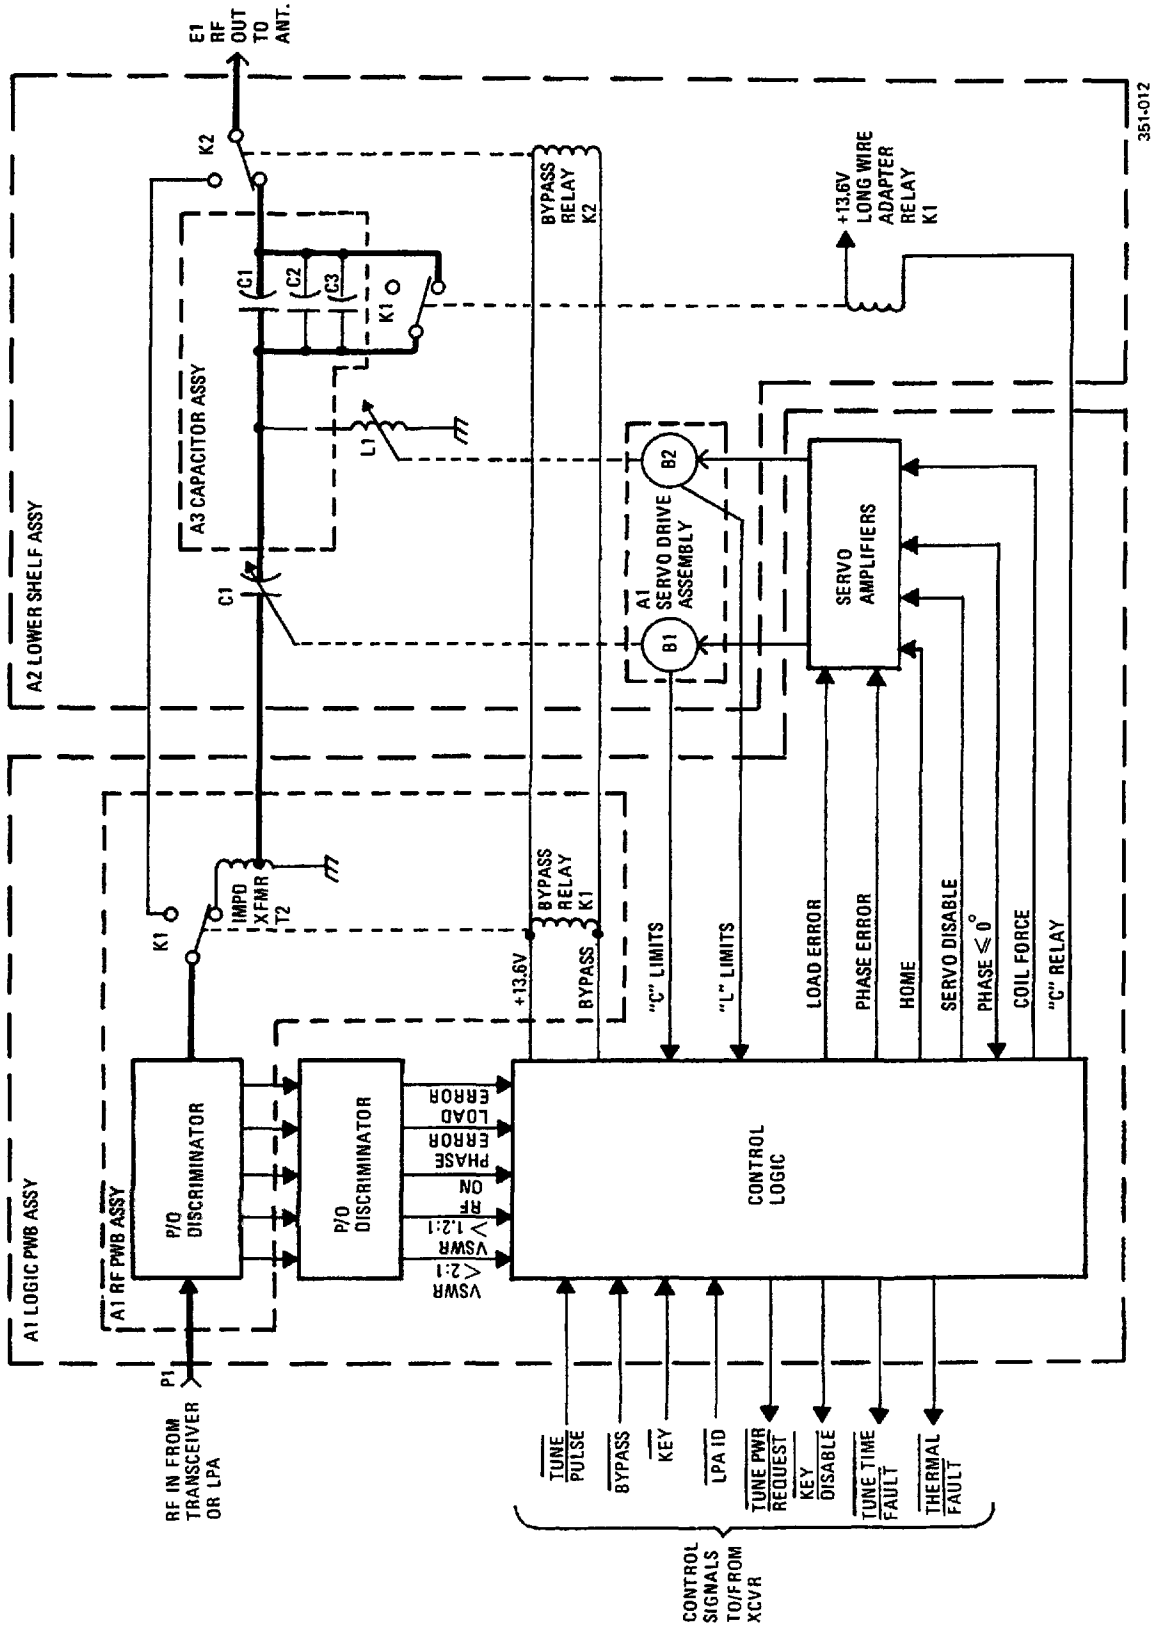 A1 LOGIC PWB ASSY
A2 LOWER SHELF ASSY
RF IN FROM
TRANSCEIVER
OR LPA
P1
A1 RF PWB ASSY
P/O
DISCRIMINATOR
K1
IMPD
XFMR
T2
C1
A3 CAPACITOR ASSY
L1
C1
C2
C3
K1
K2
E1
RF
OUT
TO
ANT.
P/O
DISCRIMINATOR
VSWR
<2:1
VSWR
>1.2:1
RF
ON
PHASE
ERROR
LOAD
ERROR
+13.6V
BYPASS
BYPASS
RELAY
K1
BYPASS
RELAY
K2
"C" LIMITS
"L" LIMITS
B1
A1
SERVO DRIVE
ASSEMBLY
B2
+13.6V
LONG WIRE
ADAPTER
RELAY
K1
CONTROL
LOGIC
LOAD ERROR
PHASE ERROR
HOME
SERVO DISABLE
PHASE ≤ 0°
COIL FORCE
"C" RELAY
SERVO
AMPLIFIERS
CONTROL
SIGNALS
TO/FROM
XCVR
TUNE
PULSE
BYPASS
KEY
LPA ID
TUNE PWR
REQUEST
KEY
DISABLE
TUNE TIME
FAULT
THERMAL
FAULT
351-012